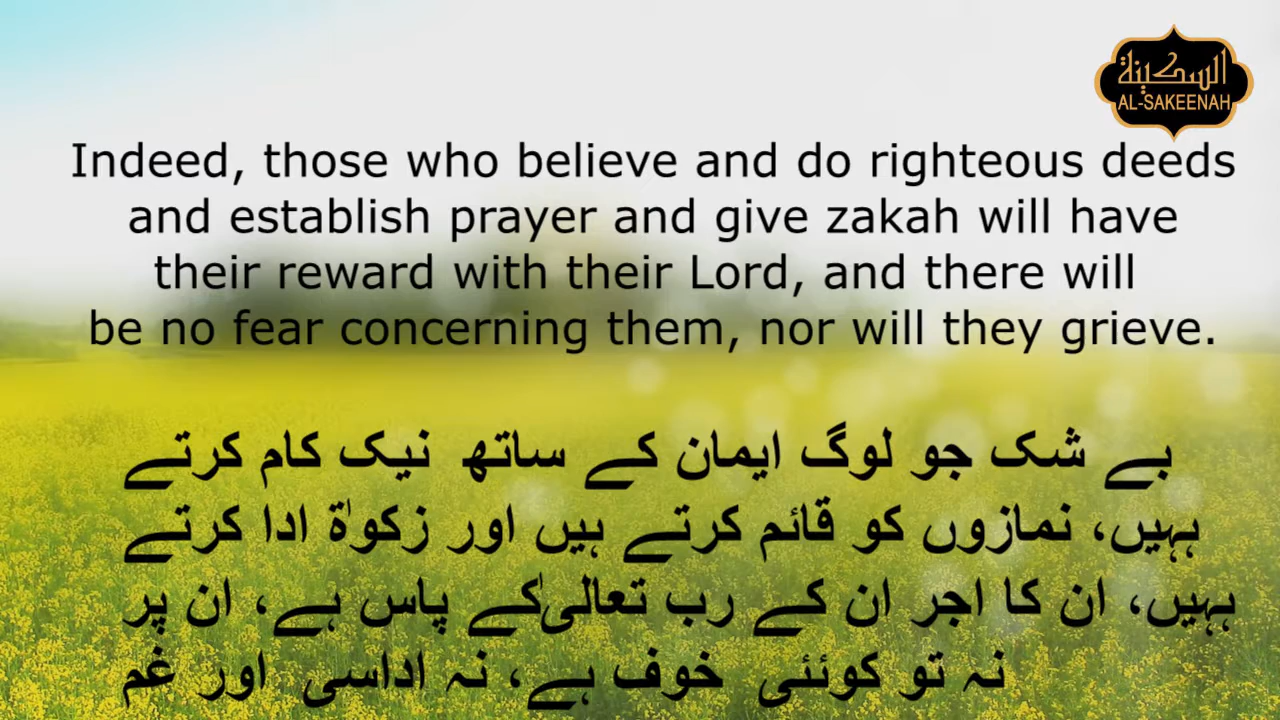 السكينة
AL-SAKEENAH
Indeed, those who believe and do righteous deeds
and establish prayer and give zakah will have
their reward with their Lord, and there will
be no fear concerning them, nor will they grieve.
بے شک جو لوگ ایمان کے ساتھ نیک کام کرتے
ہیں، نمازوں کو قائم کرتے ہیں اور زکوٰۃ ادا کرتے
ہیں، ان کا اجر ان کے رب تعالیٰکے پاس ہے، ان پر
نہ تو کوئئی خوف ہے، نہ اداسی اور غم